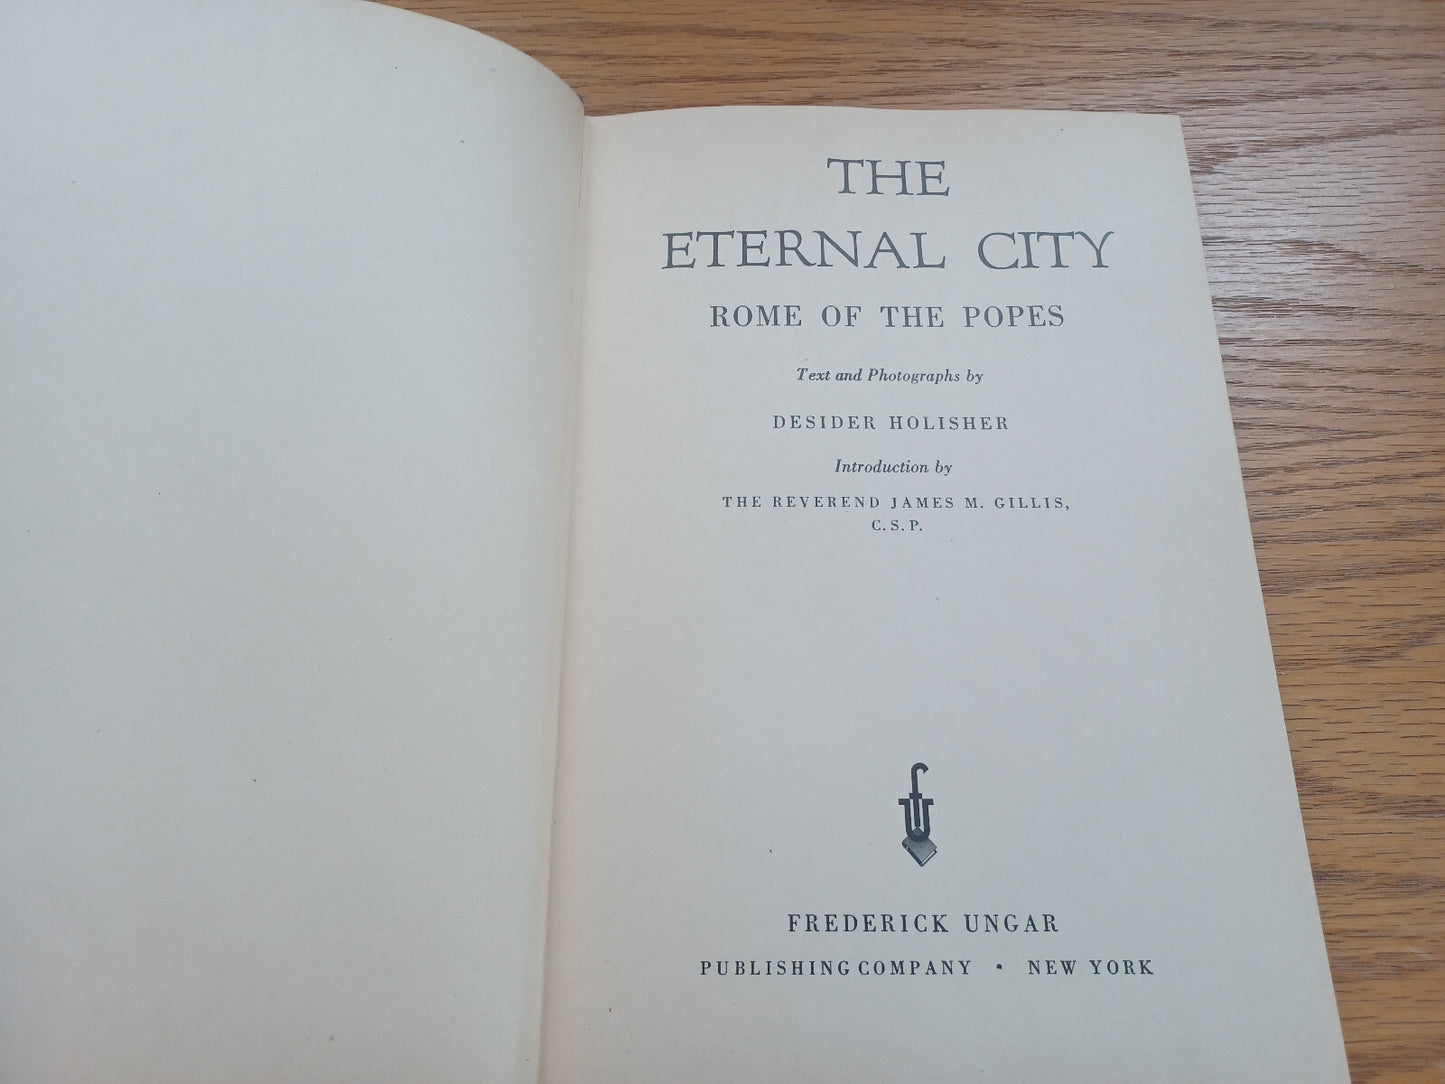 THE
ETERNAL CITY
ROME OF THE POPES
Text and Photographs by
DESIDER HOLISHER
Introduction by
THE REVEREND JAMES M. GILLIS,
C. S. P.
fU
FREDERICK UNGAR
PUBLISHING COMPANY • NEW YORK